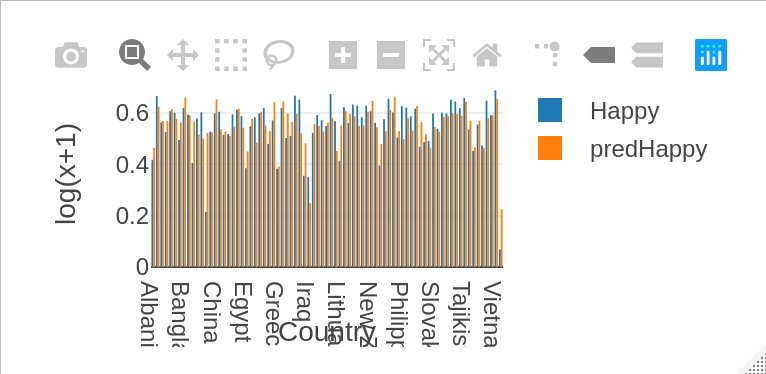 Happy
predHappy
log(x+1)
0.6
0.4
0.2
0
Albani
Bangla
China
Egypt
Greec
Iraq
Lithua
New Z
Philipp
Slovak
Tajikis
Vietna
Country